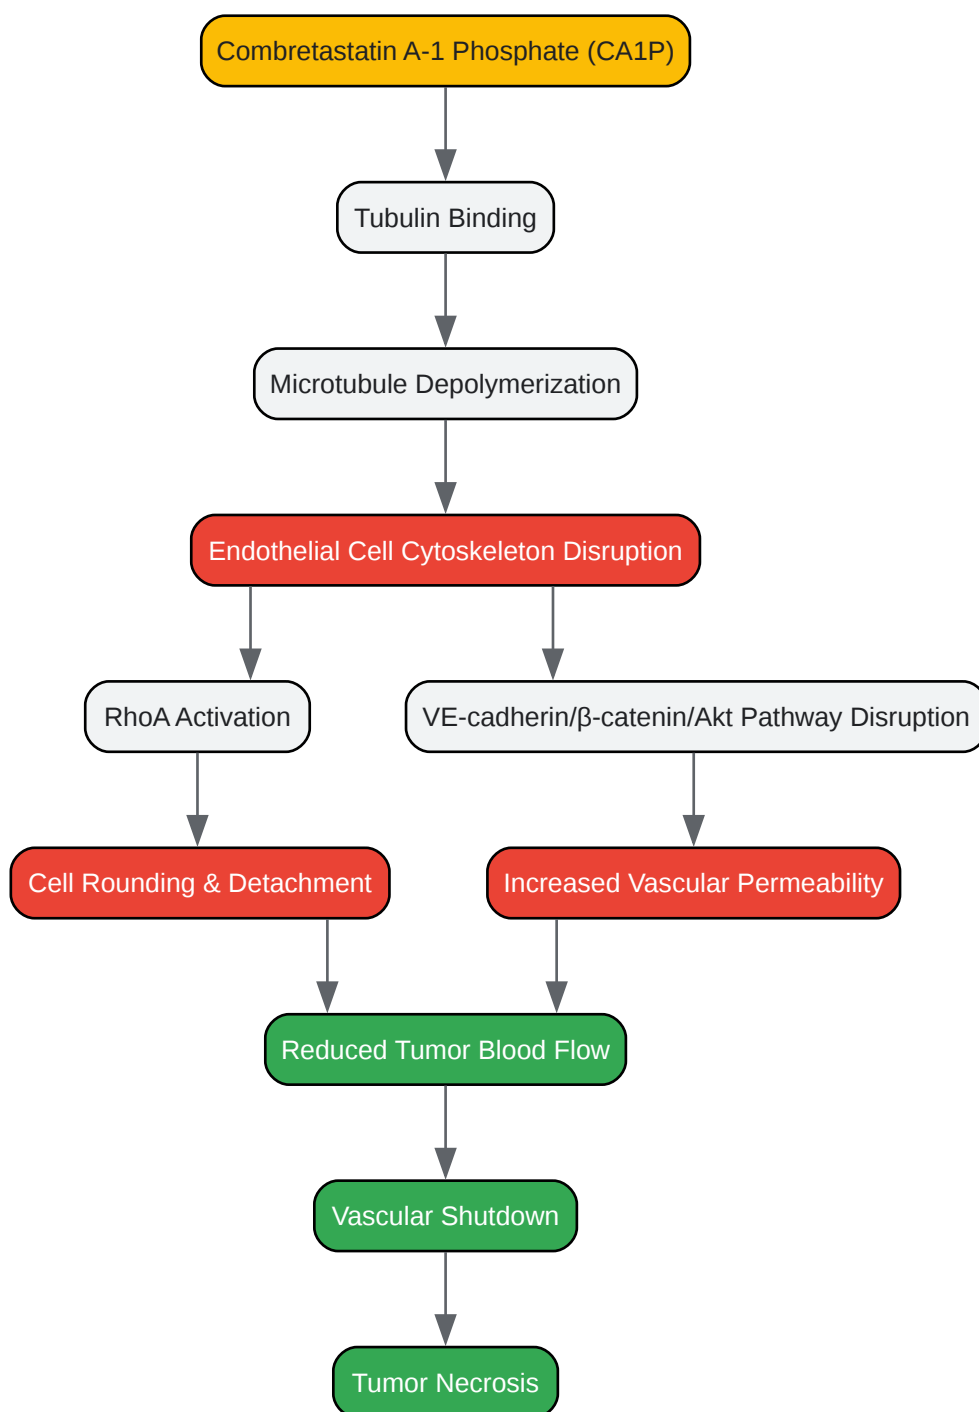 Combretastatin A-1 Phosphate (CA1P)
Tubulin Binding
Microtubule Depolymerization
Endothelial Cell Cytoskeleton Disruption
RhoA Activation
VE-cadherin/β-catenin/Akt Pathway Disruption
Cell Rounding & Detachment
Increased Vascular Permeability
Reduced Tumor Blood Flow
Vascular Shutdown
Tumor Necrosis